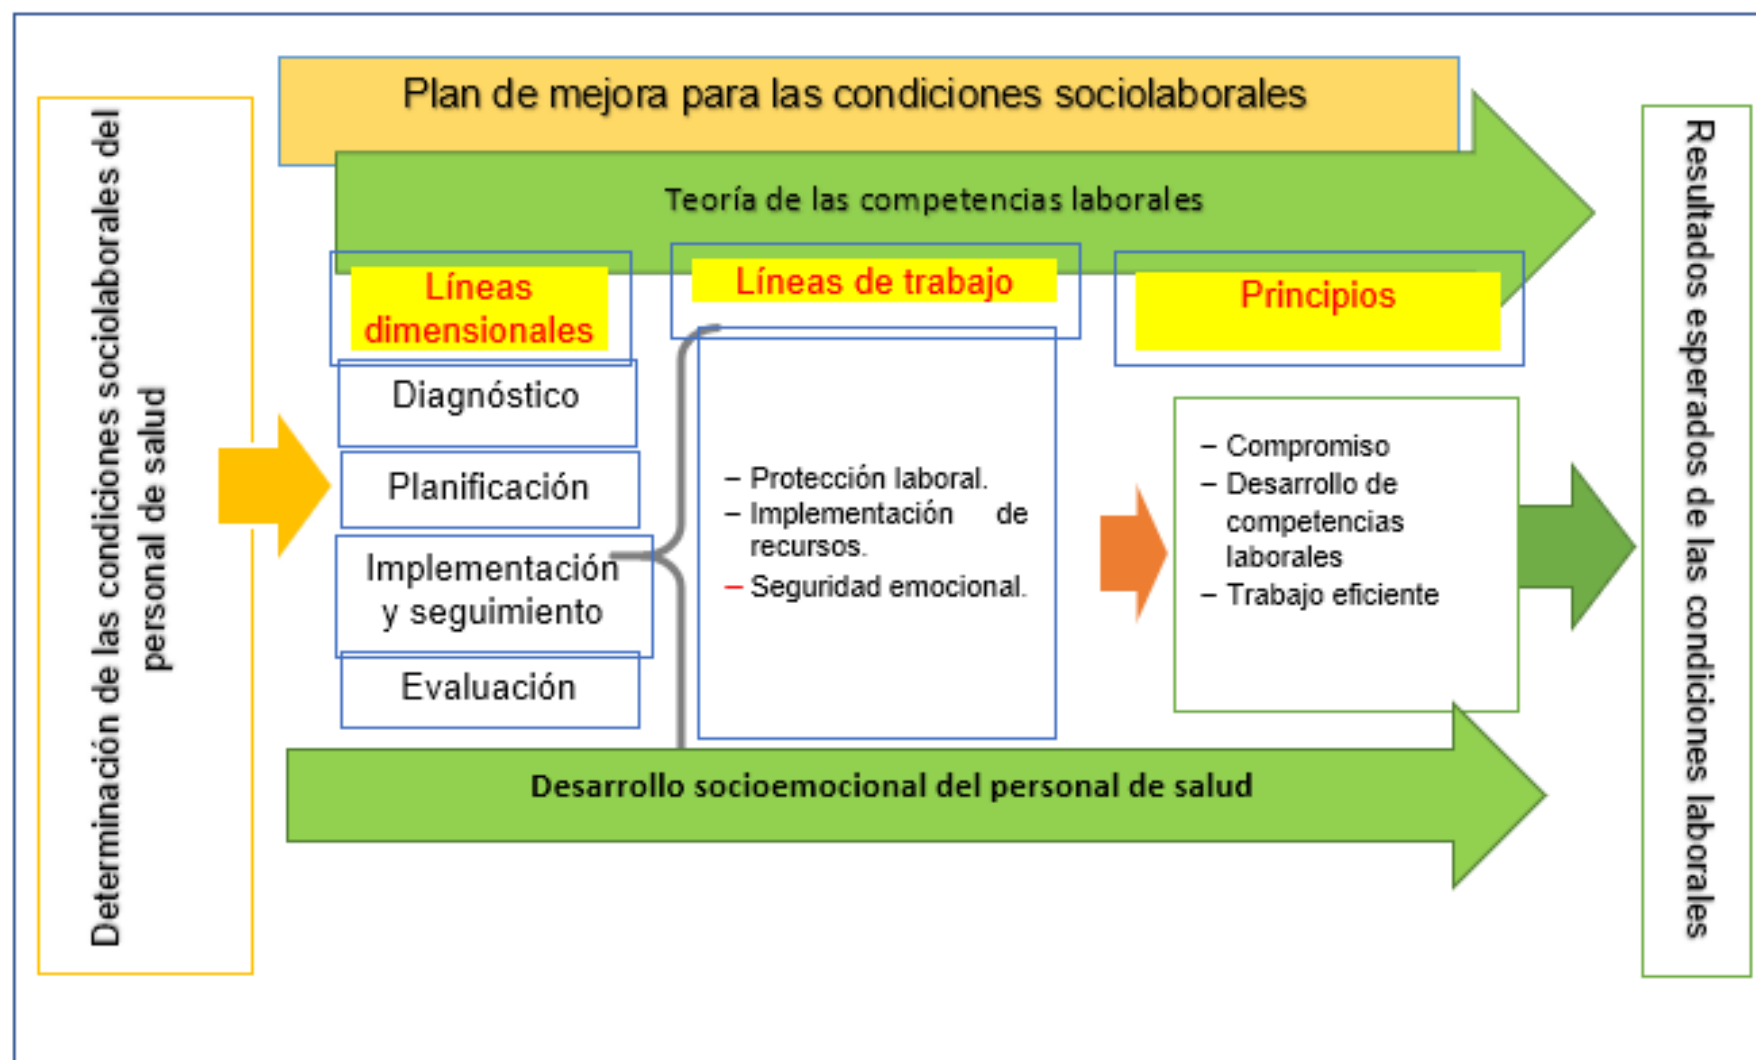 Plan de mejora para las condiciones sociolaborales
Determinación de las condiciones sociolaborales del
personal de salud
Teoría de las competencias laborales
Líneas
dimensionales
Diagnóstico
Planificación
Implementación
y seguimiento
Evaluación
Líneas de trabajo
– Protección laboral.
– Implementación de
recursos.
– Seguridad emocional.
Principios
– Compromiso
– Desarrollo de
competencias
laborales
– Trabajo eficiente
Desarrollo socioemocional del personal de salud
Resultados esperados de las condiciones laborales